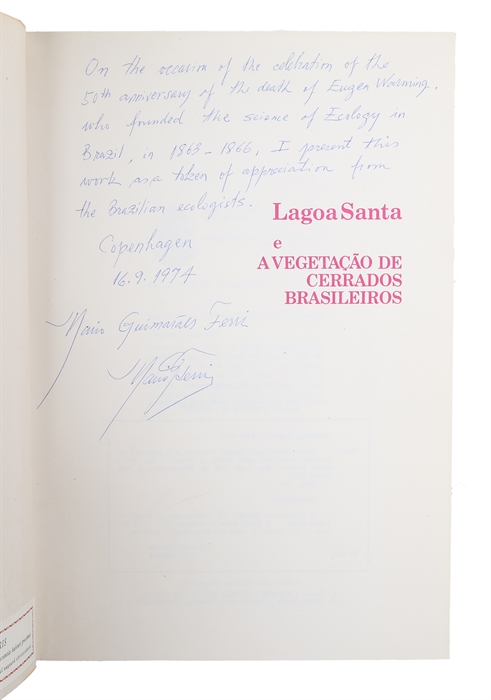 On the occasion of the celebration of the
50th anniversary of the death of Eugen Warming,
who founded the science of Ecology in
Brazil, in 1863-1866, I present this
work as a token of appreciation from
the Brazilian ecologists.
Copenhagen
16.9.1974
Mario Guimarães Ferri
Mario G Ferri
Lagoa Santa
e
A VEGETAÇÃO DE
CERRADOS
BRASILEIROS